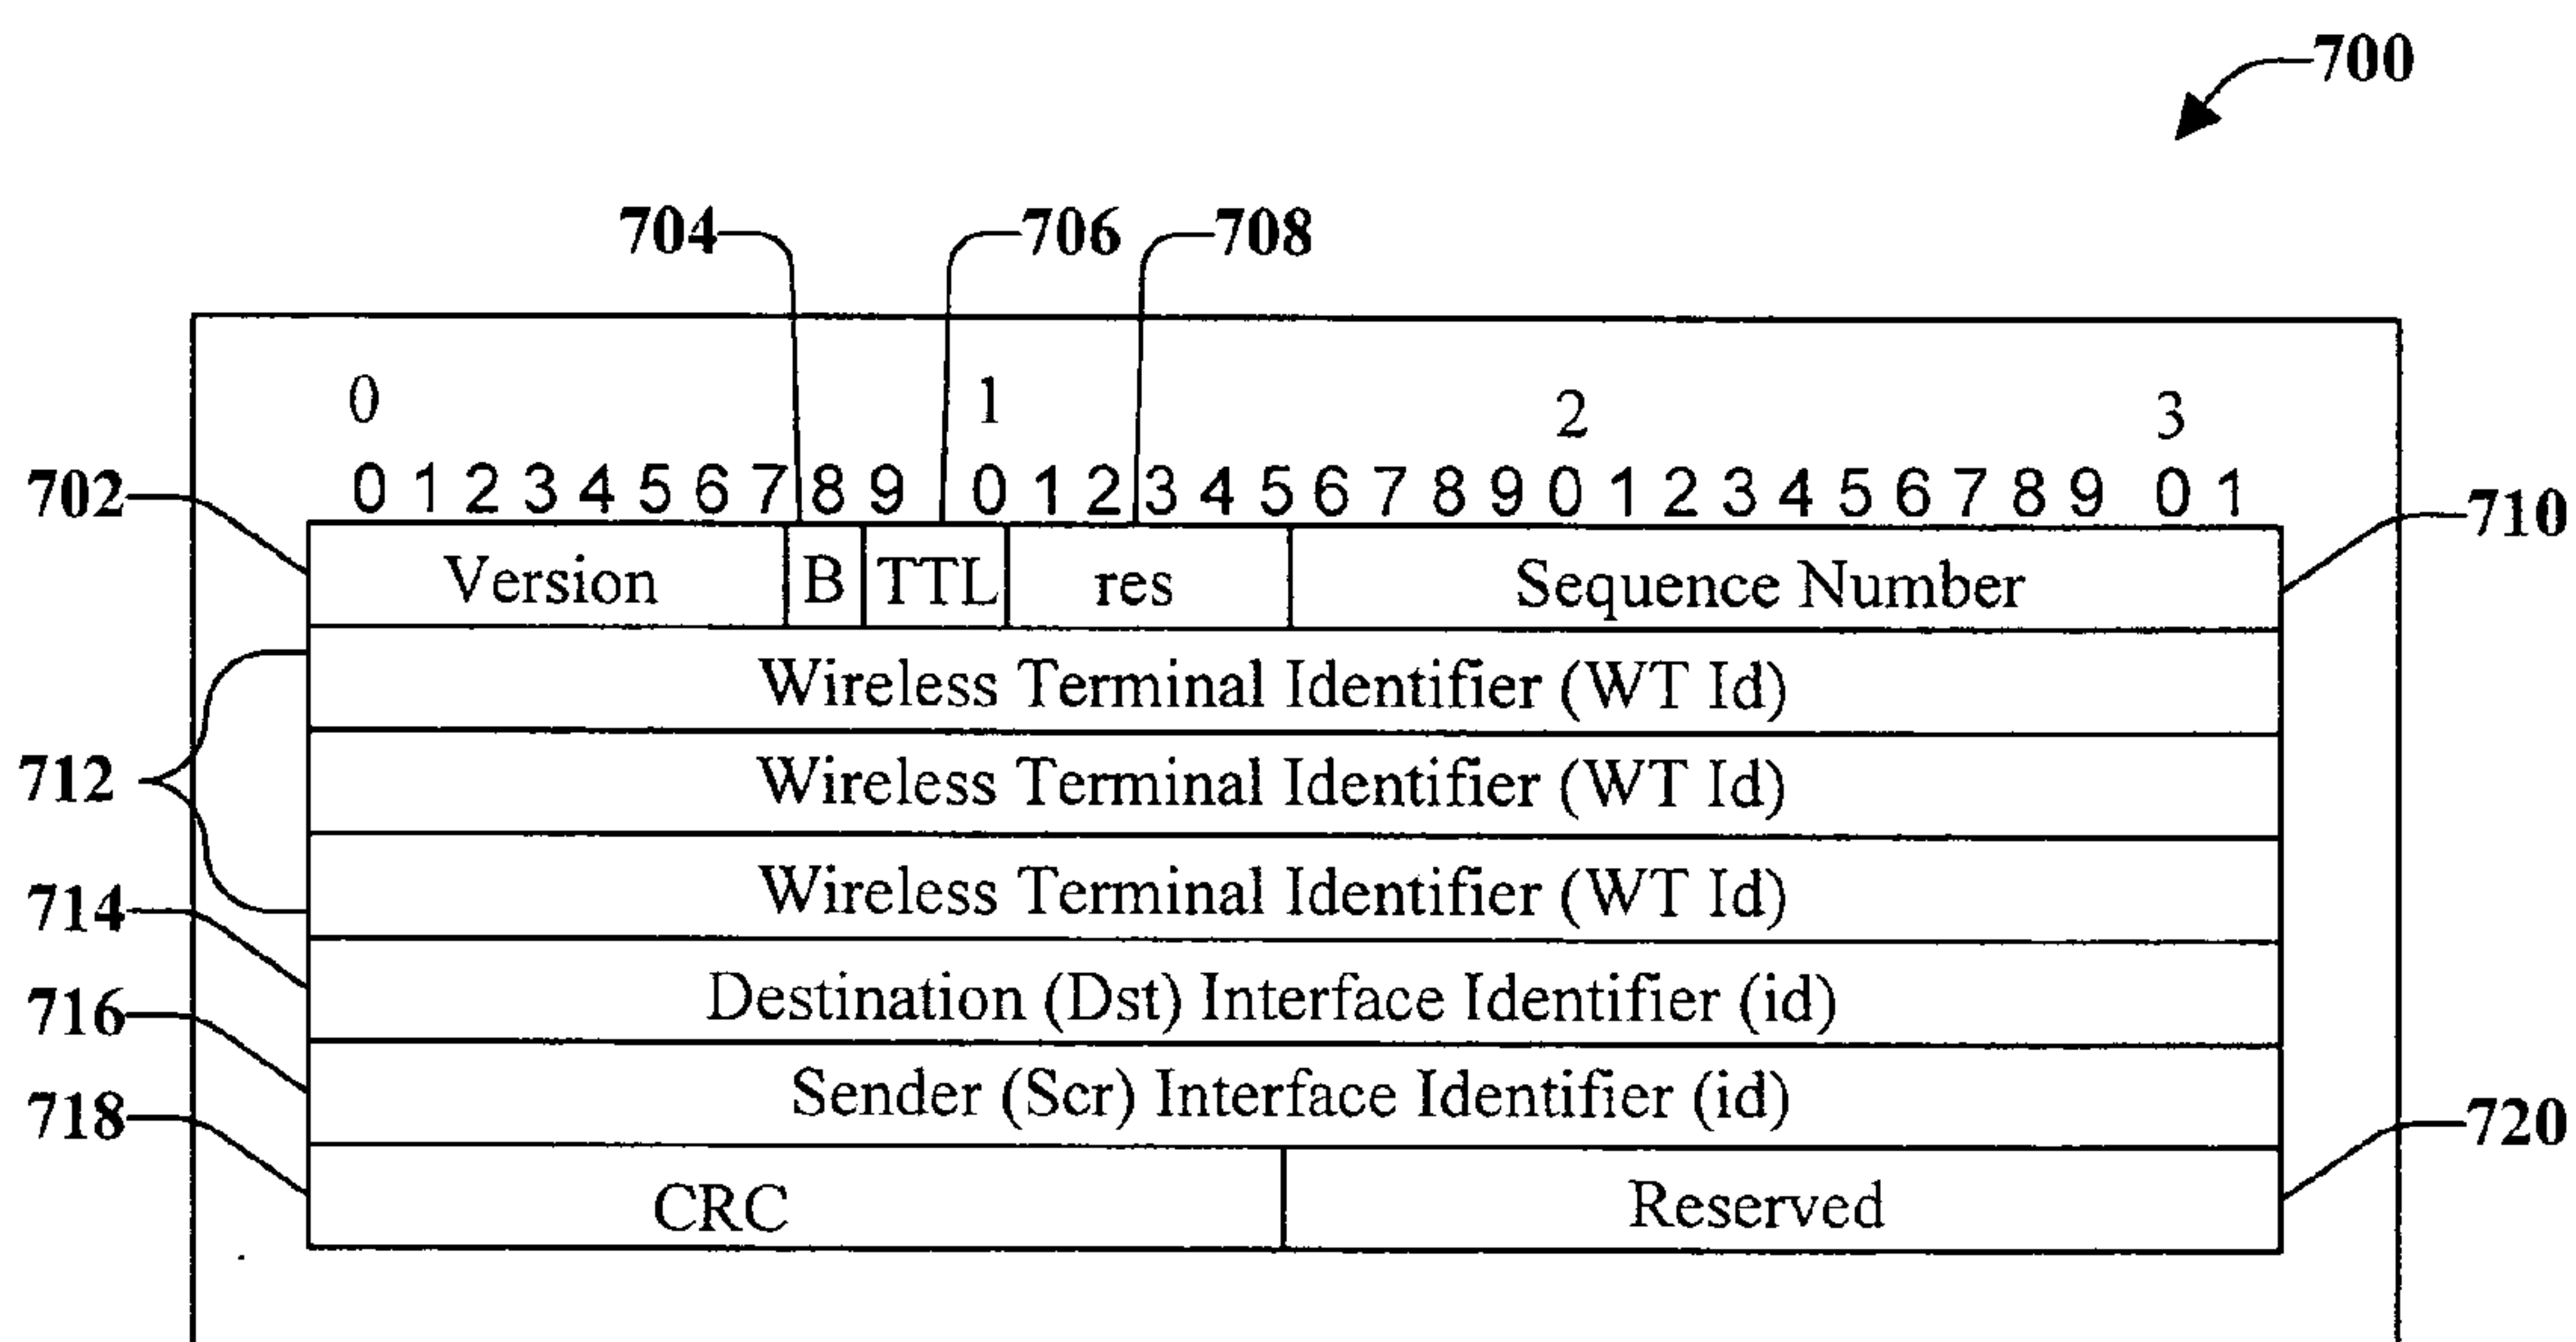 700
704 706 708
0 1 2 3
0 1 2 3 4 5 6 7 8 9 0 1 2 3 4 5 6 7 8 9 0 1 2 3 4 5 6 7 8 9 0 1
702 710
Version B TTL res Sequence Number
Wireless Terminal Identifier (WT Id)
712 Wireless Terminal Identifier (WT Id)
Wireless Terminal Identifier (WT Id)
714
Destination (Dst) Interface Identifier (id)
716
Sender (Scr) Interface Identifier (id)
718 720
CRC Reserved